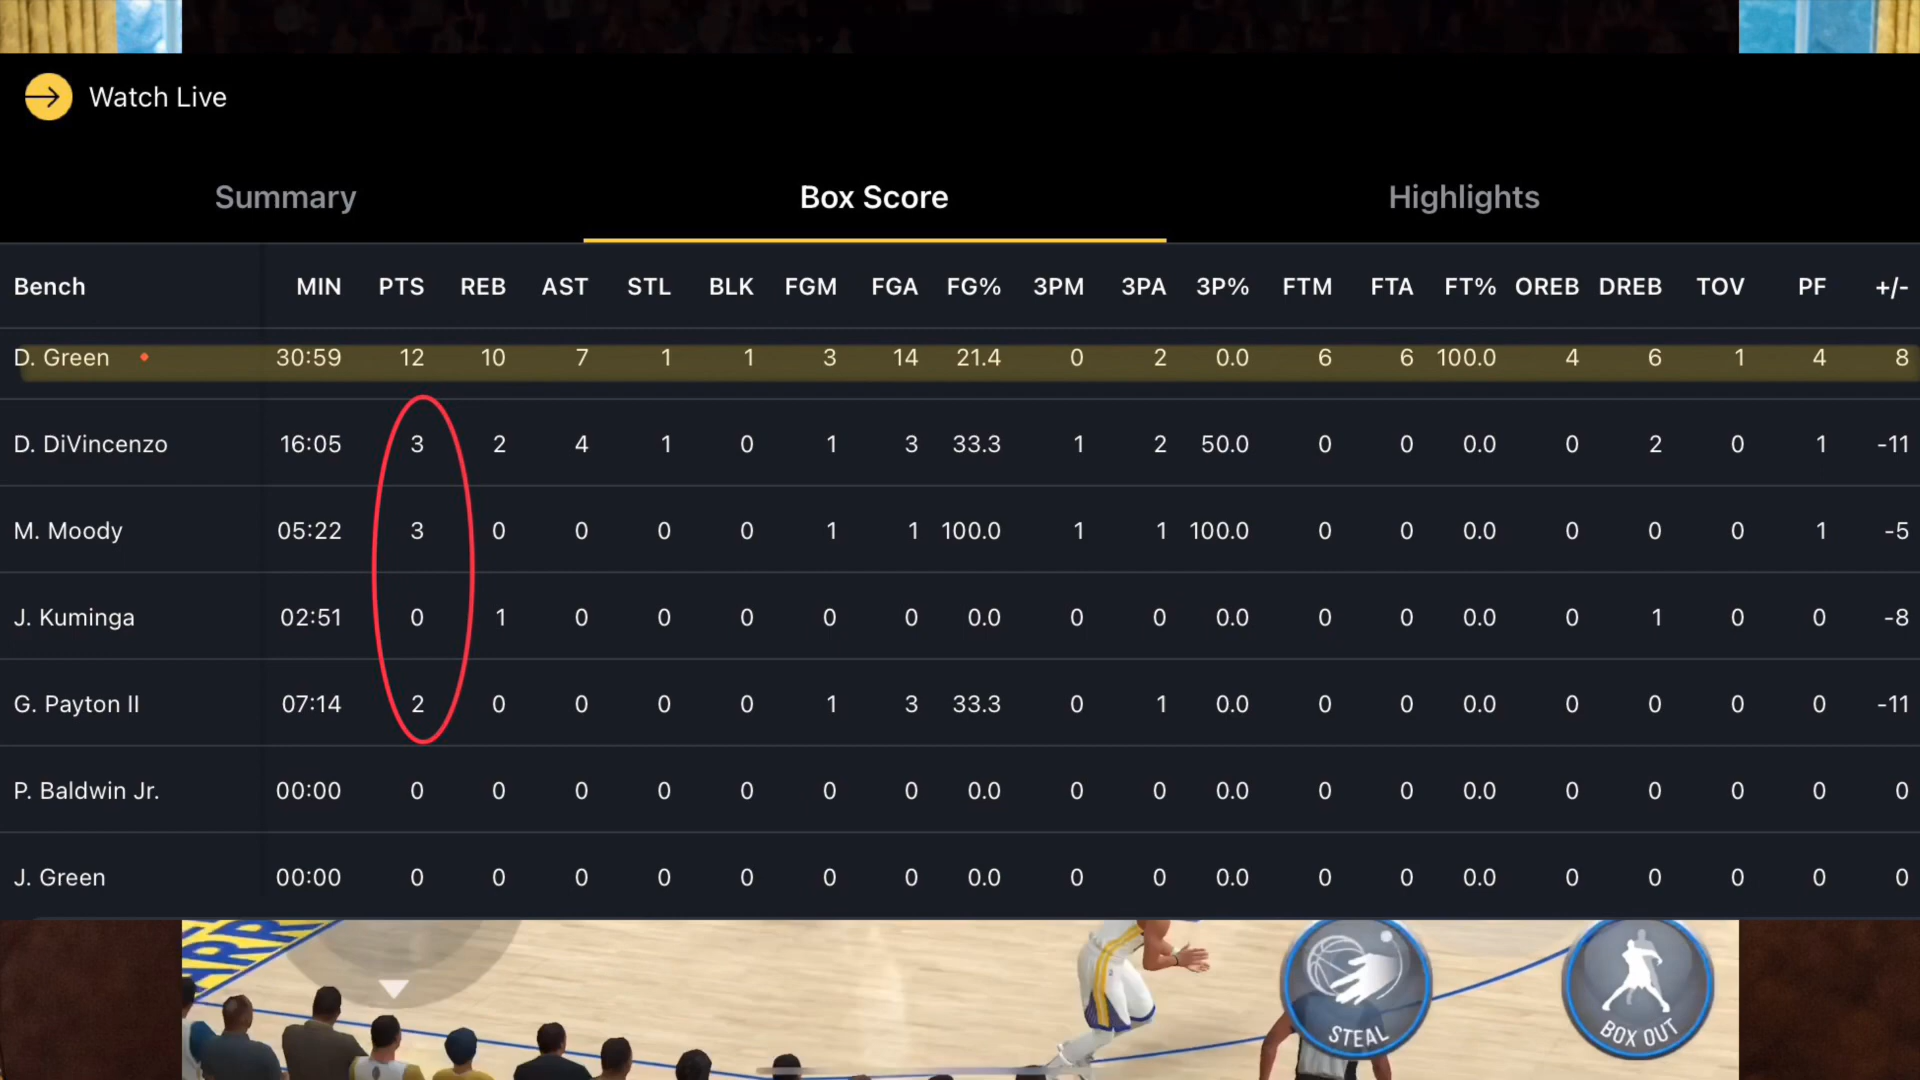 Watch Live
Summary Box Score Highlights
Bench MIN PTS REB AST STL BLK FGM FGA FG% 3PM 3PA 3P% FTM FTA FT% OREB DREB TOV PF +/-
D. Green 30:59 12 10 7 1 1 3 14 21.4 0 2 0.0 6 6 100.0 4 6 1 4 8
D. DiVincenzo 16:05 3 2 4 1 0 1 3 33.3 1 2 50.0 0 0 0.0 0 2 0 1 -11
M. Moody 05:22 3 0 0 0 0 1 1 100.0 1 1 100.0 0 0 0.0 0 0 0 1 -5
J. Kuminga 02:51 0 1 0 0 0 0 0 0.0 0 0 0.0 0 0 0.0 0 1 0 0 -8
G. Payton II 07:14 2 0 0 0 0 1 3 33.3 0 1 0.0 0 0 0.0 0 0 0 0 -11
P. Baldwin Jr. 00:00 0 0 0 0 0 0 0 0.0 0 0 0.0 0 0 0.0 0 0 0 0 0
J. Green 00:00 0 0 0 0 0 0 0 0.0 0 0 0.0 0 0 0.0 0 0 0 0 0
STEAL
BOX OUT